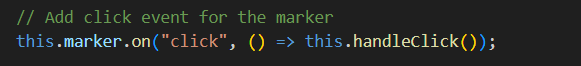 // Add click event for the marker
this.marker.on("click", () => this.handleClick());